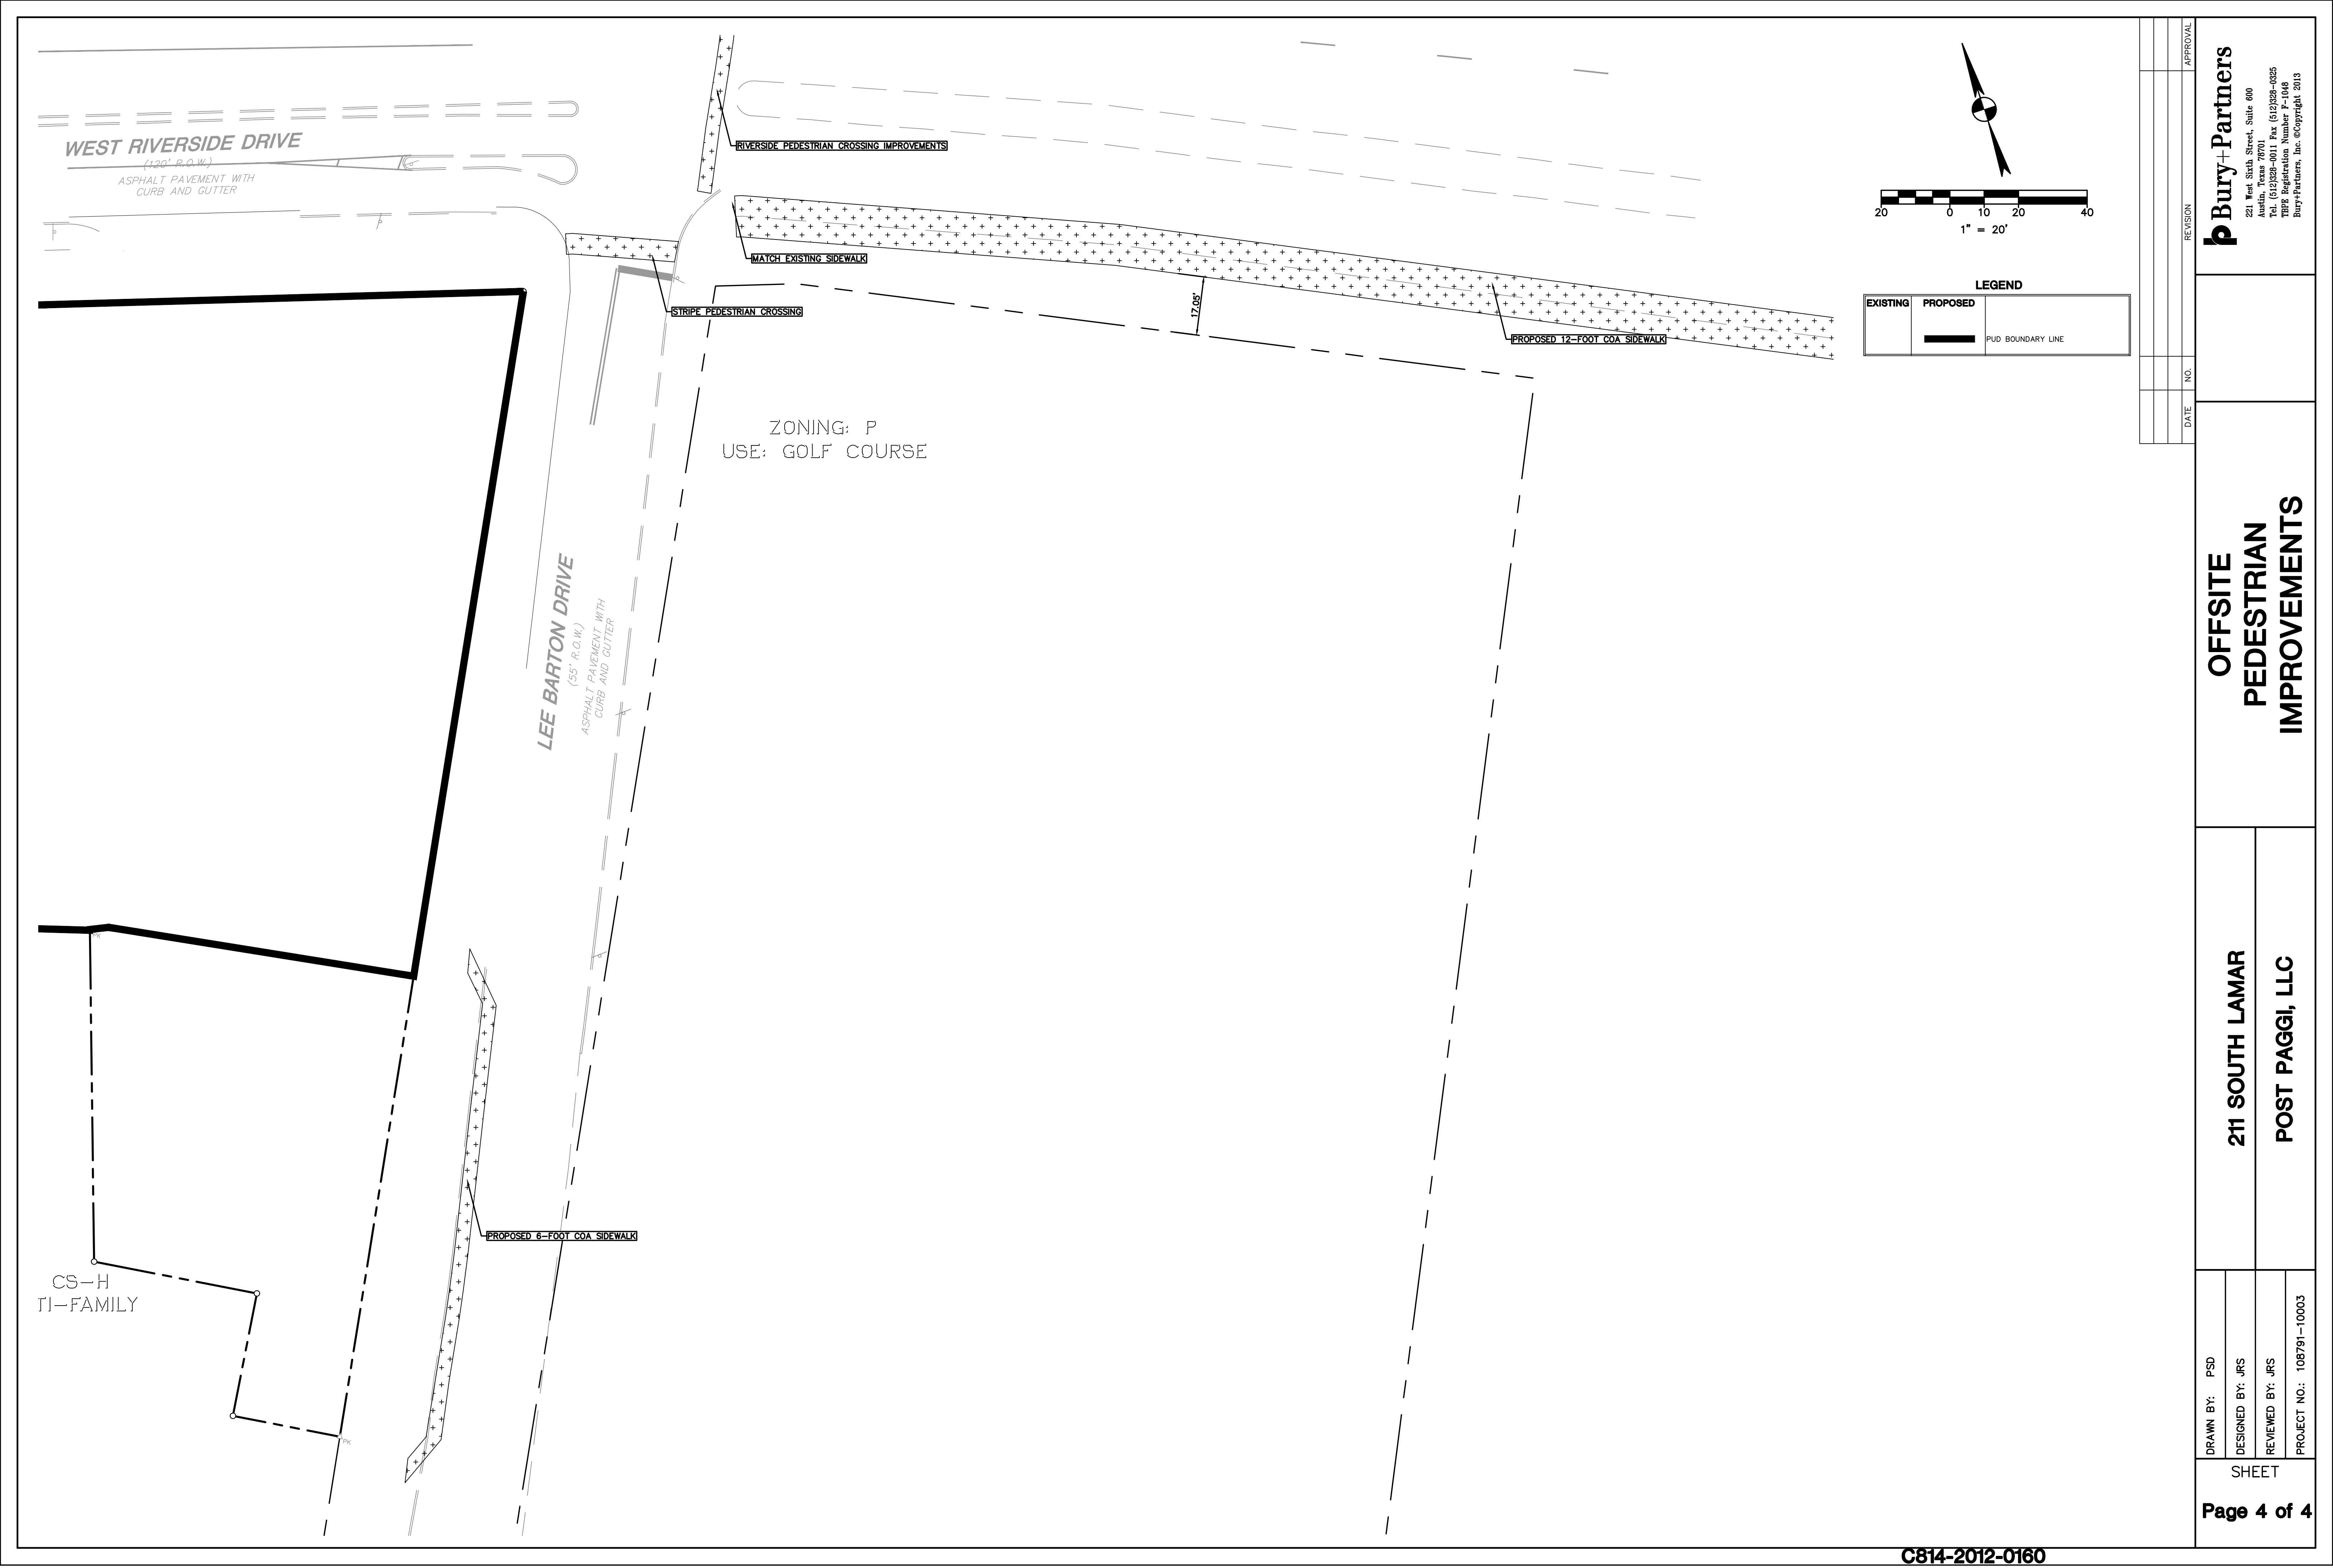 WEST RIVERSIDE DRIVE
(120' R.O.W.)
ASPHALT PAVEMENT WITH
CURB AND GUTTER
RIVERSIDE PEDESTRIAN CROSSING IMPROVEMENTS
MATCH EXISTING SIDEWALK
STRIPE PEDESTRIAN CROSSING
17.05'
PROPOSED 12-FOOT COA SIDEWALK
ZONING: P
USE: GOLF COURSE
LEE BARTON DRIVE
(55' R.O.W.)
ASPHALT PAVEMENT WITH
CURB AND GUTTER
PK
PROPOSED 6-FOOT COA SIDEWALK
CS-H
TI-FAMILY
PK
20 0 10 20 40
1" = 20'
LEGEND
EXISTING PROPOSED
PUD BOUNDARY LINE
APPROVAL
REVISION
NO.
DATE
Bury+Partners
221 West Sixth Street, Suite 600
Austin, Texas 78701
Tel. (512)328-0011 Fax (512)328-0325
TBPE Registration Number F-1048
Bury+Partners, Inc. ©Copyright 2013
OFFSITE
PEDESTRIAN
IMPROVEMENTS
211 SOUTH LAMAR
POST PAGGI, LLC
DRAWN BY: PSD
DESIGNED BY: JRS
REVIEWED BY: JRS
PROJECT NO.: 108791-10003
SHEET
Page 4 of 4
C814-2012-0160